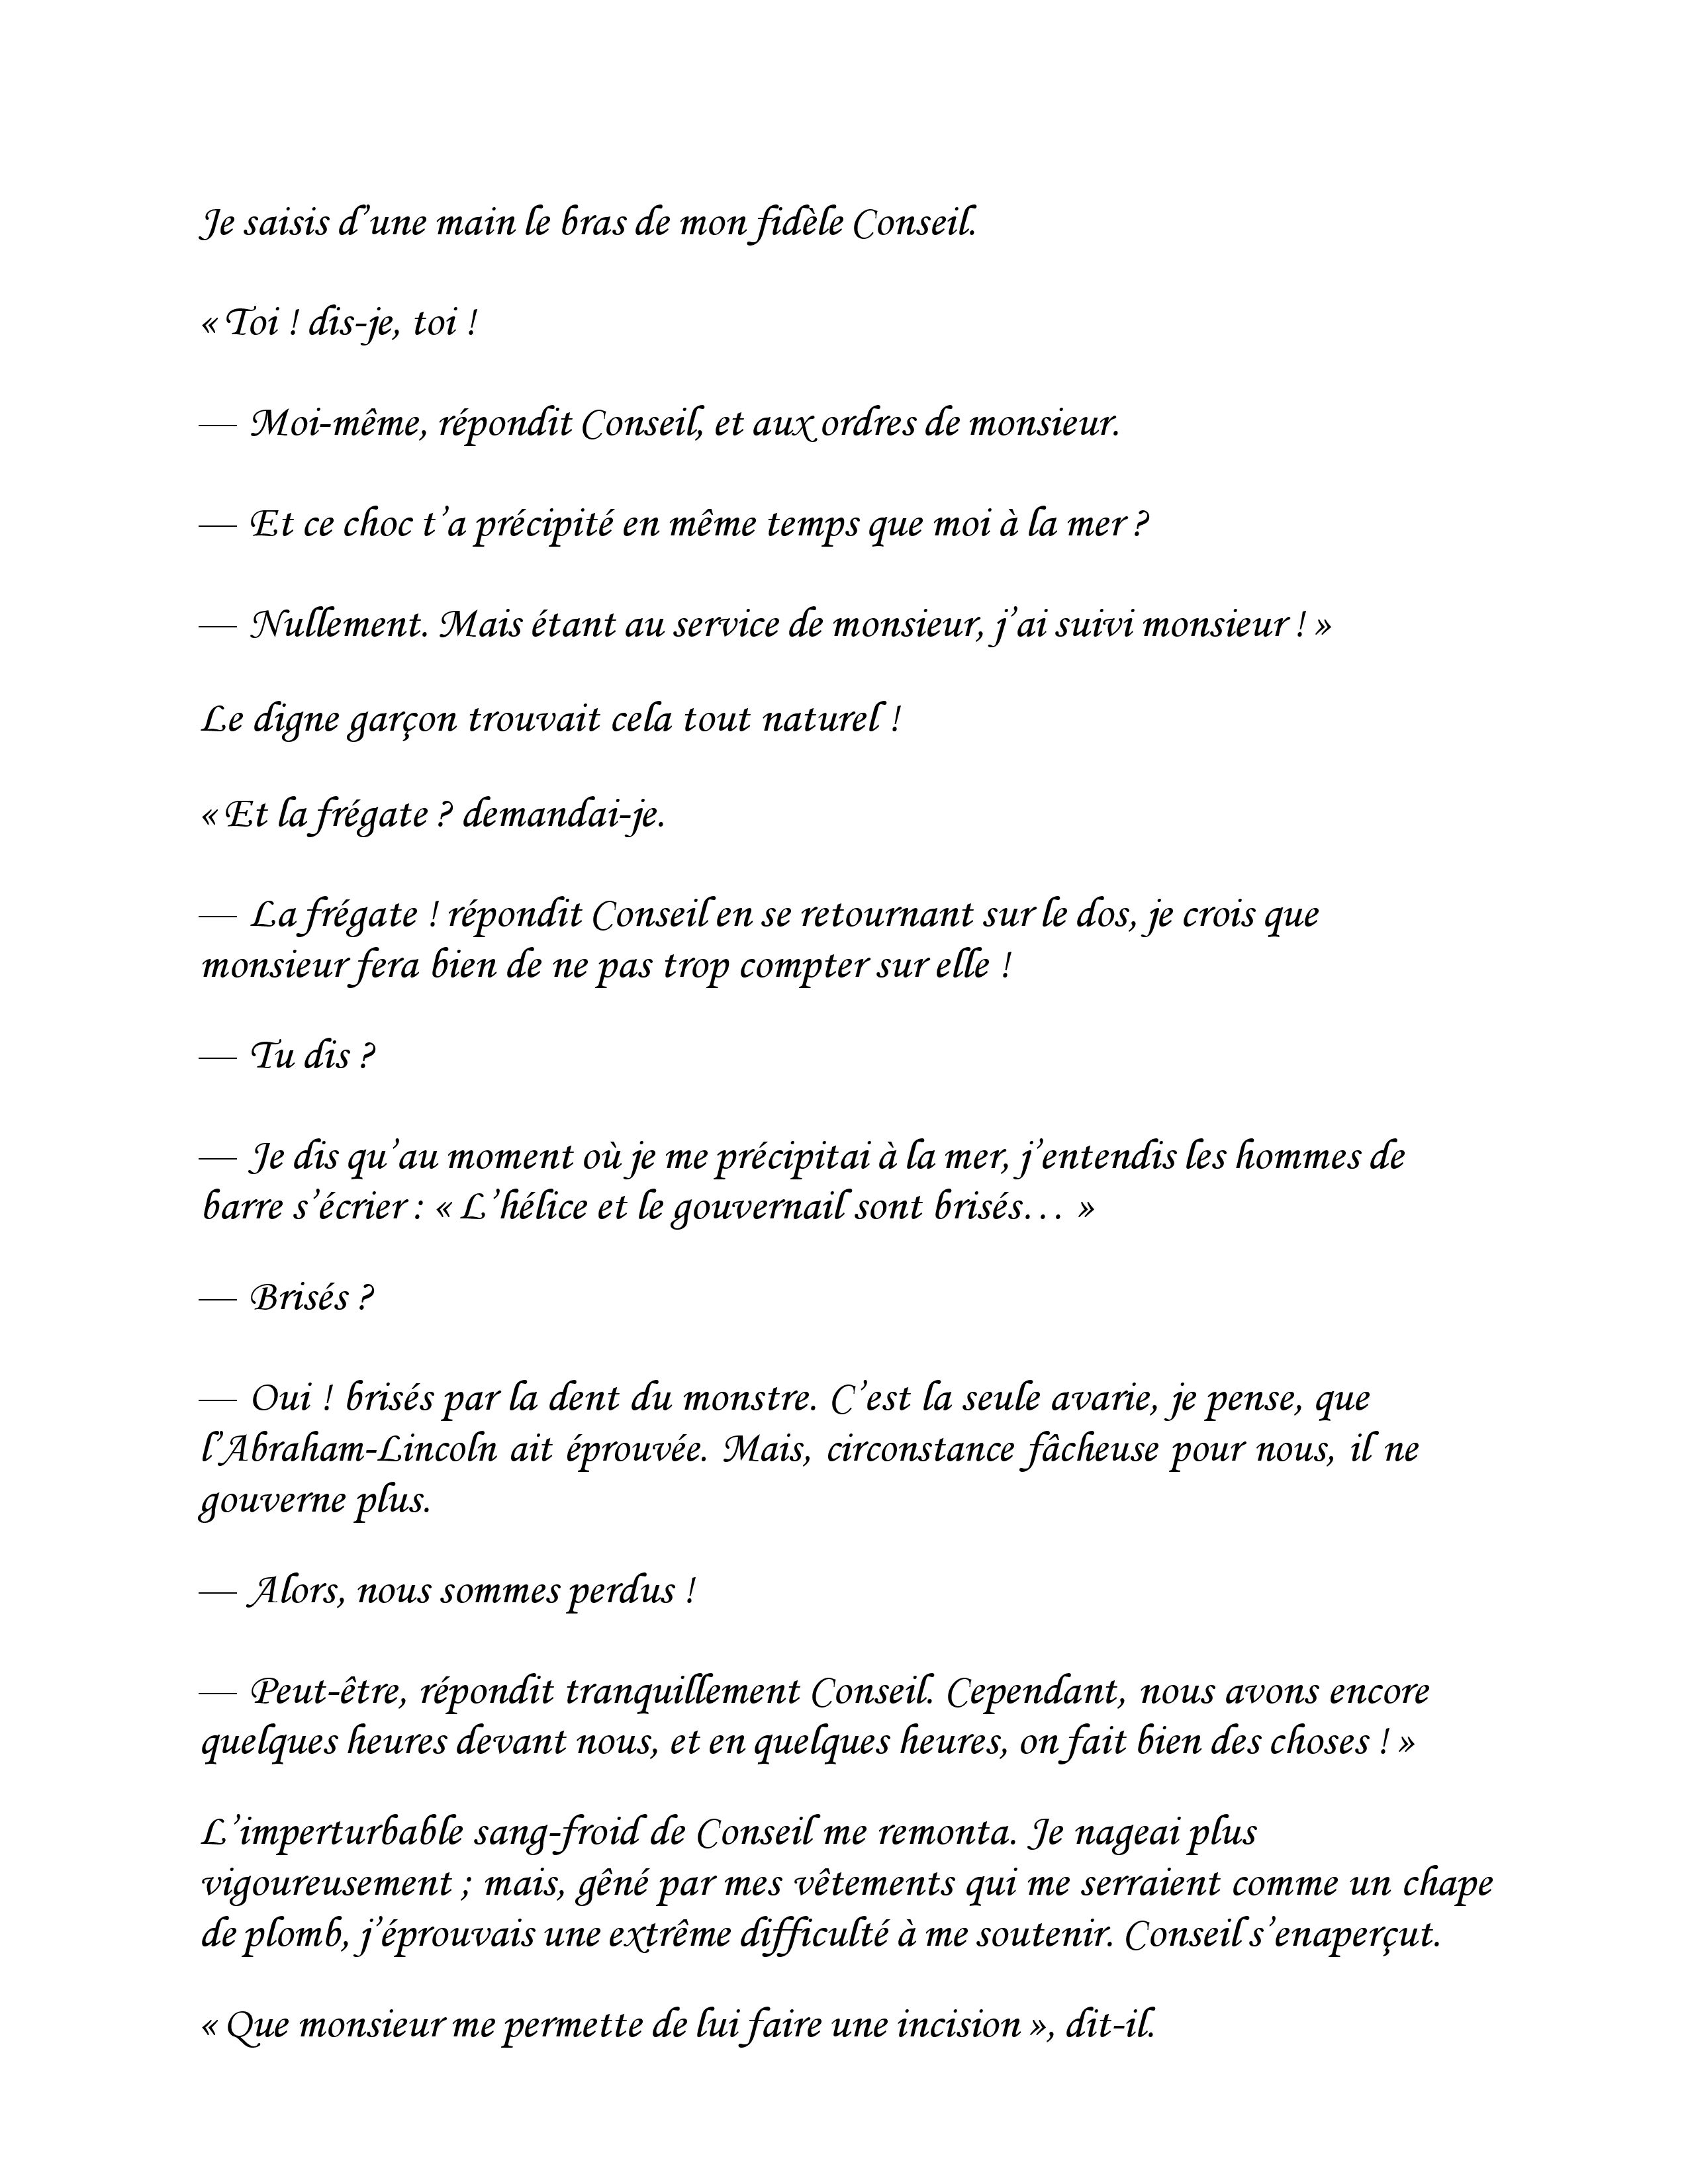 Je saisis d’une main le bras de mon fidèle Conseil.
« Toi ! dis-je, toi !
— Moi-même, répondit Conseil, et aux ordres de monsieur.
— Et ce choc t’a précipité en même temps que moi à la mer ?
— Nullement. Mais étant au service de monsieur, j’ai suivi monsieur ! »
Le digne garçon trouvait cela tout naturel !
« Et la frégate ? demandai-je.
— La frégate ! répondit Conseil en se retournant sur le dos, je crois que
monsieur fera bien de ne pas trop compter sur elle !
— Tu dis ?
— Je dis qu’au moment où je me précipitai à la mer, j’entendis les hommes de
barre s’écrier : « L’hélice et le gouvernail sont brisés… »
— Brisés ?
— Oui ! brisés par la dent du monstre. C’est la seule avarie, je pense, que
l’Abraham-Lincoln ait éprouvée. Mais, circonstance fâcheuse pour nous, il ne
gouverne plus.
— Alors, nous sommes perdus !
— Peut-être, répondit tranquillement Conseil. Cependant, nous avons encore
quelques heures devant nous, et en quelques heures, on fait bien des choses ! »
L’imperturbable sang-froid de Conseil me remonta. Je nageai plus
vigoureusement ; mais, gêné par mes vêtements qui me serraient comme un chape
de plomb, j’éprouvais une extrême difficulté à me soutenir. Conseil s’enaperçut.
« Que monsieur me permette de lui faire une incision », dit-il.